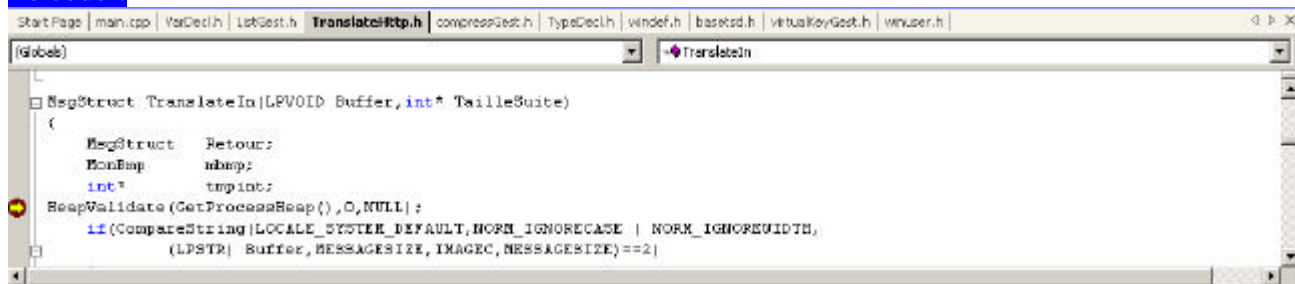 Start Page | main.cpp | VarDecl.h | ListGest.h | TranslateHttp.h | compressGest.h | TypeDecl.h | windef.h | basetsd.h | virtualKeyGest.h | winuser.h
(Globals) TranslateIn
MsgStruct TranslateIn(LPVOID Buffer,int* TailleSuite)
{
MsgStruct Retour;
MonBmp mbmp;
int* tmpint;
HeapValidate(GetProcessHeap(),0,NULL);
if(CompareString(LOCALE_SYSTEM_DEFAULT,NORM_IGNORECASE | NORM_IGNOREWIDTH,
(LPSTR) Buffer,MESSAGESIZE,IMAGEC,MESSAGESIZE)==2)